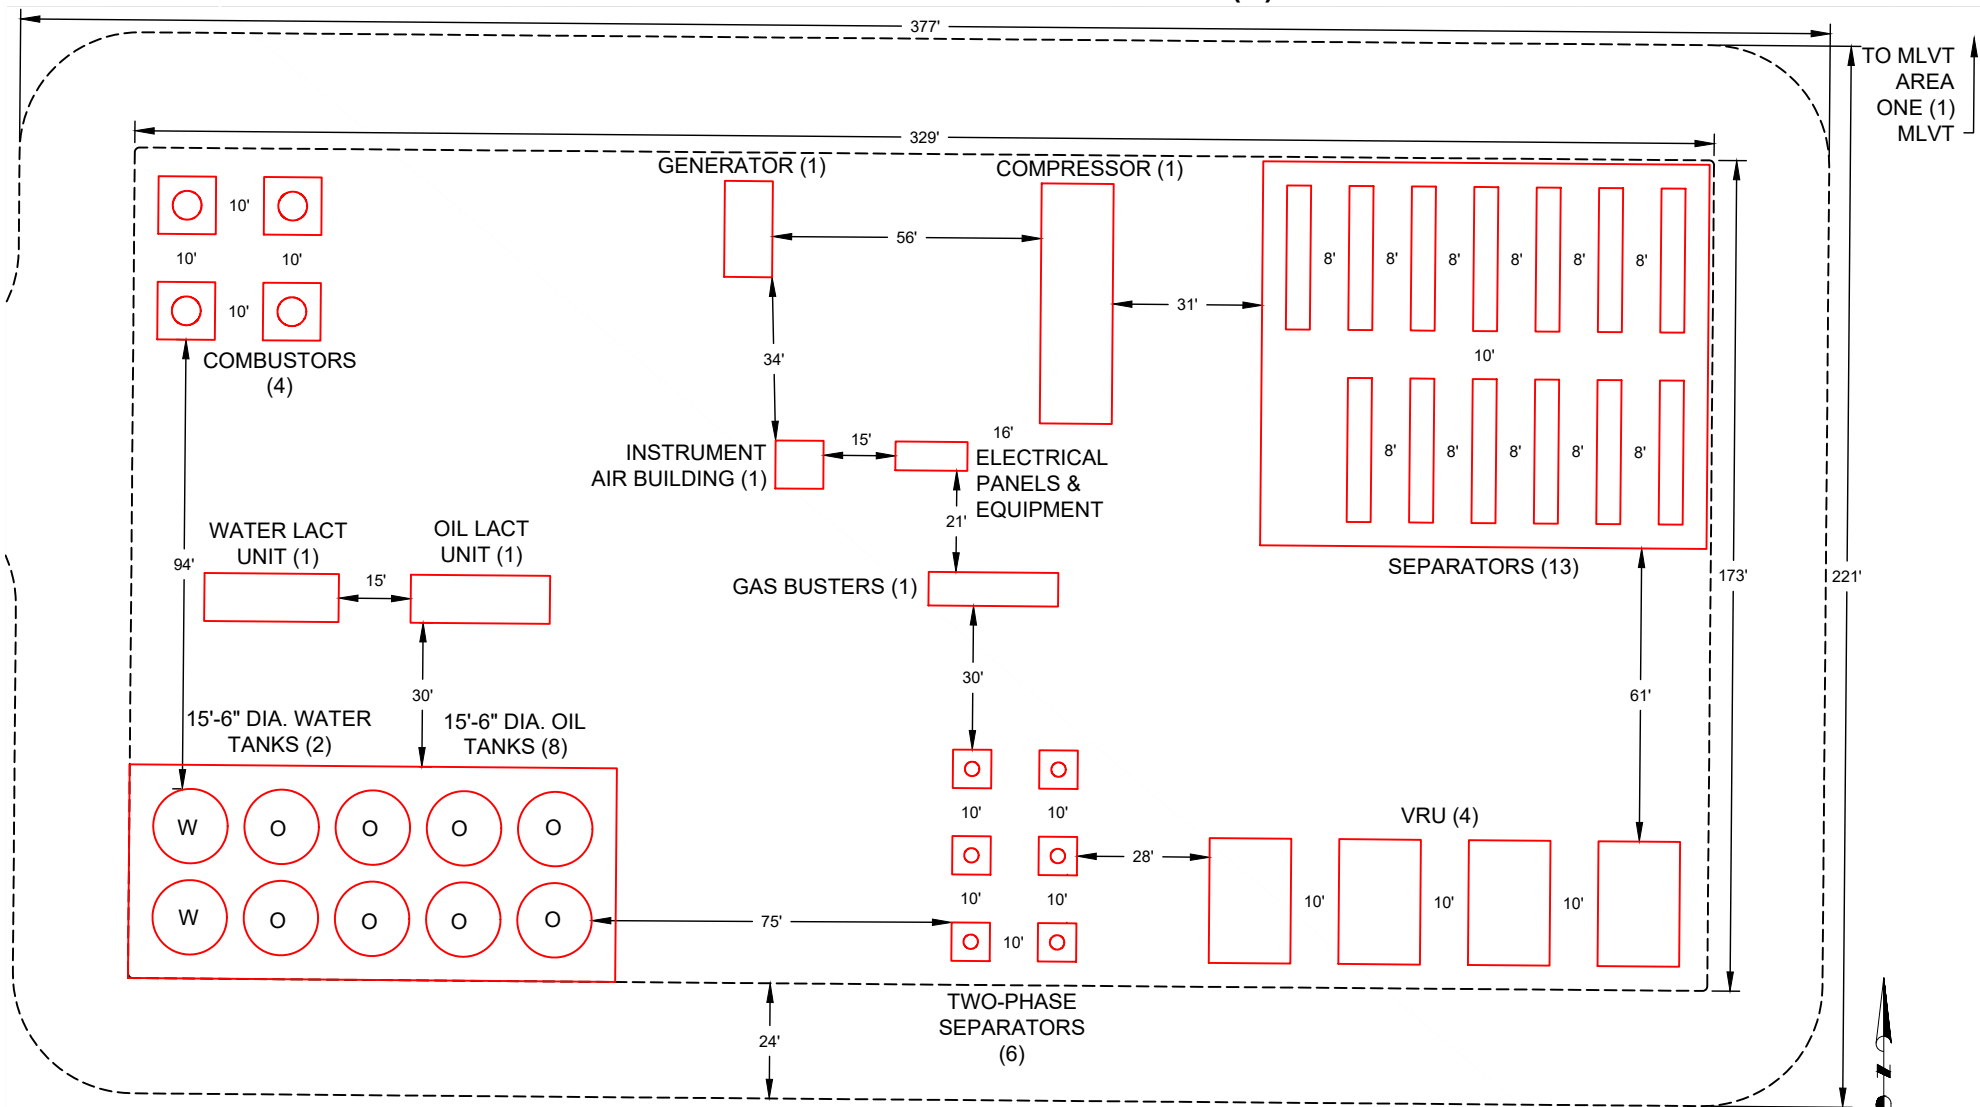 377'
TO MLVT
AREA
ONE (1)
MLVT
329'
GENERATOR (1)
COMPRESSOR (1)
10'
10'
10'
10'
COMBUSTORS
(4)
56'
31'
34'
8'
8'
8'
8'
8'
8'
10'
8'
8'
8'
8'
8'
SEPARATORS (13)
INSTRUMENT
AIR BUILDING (1)
15'
16'
ELECTRICAL
PANELS &
EQUIPMENT
21'
WATER LACT
UNIT (1)
OIL LACT
UNIT (1)
94'
15'
GAS BUSTERS (1)
173'
221'
30'
30'
61'
15'-6" DIA. WATER
TANKS (2)
15'-6" DIA. OIL
TANKS (8)
W
O
O
O
O
W
O
O
O
O
75'
10'
10'
10'
10'
10'
28'
VRU (4)
10'
10'
10'
TWO-PHASE
SEPARATORS
(6)
24'